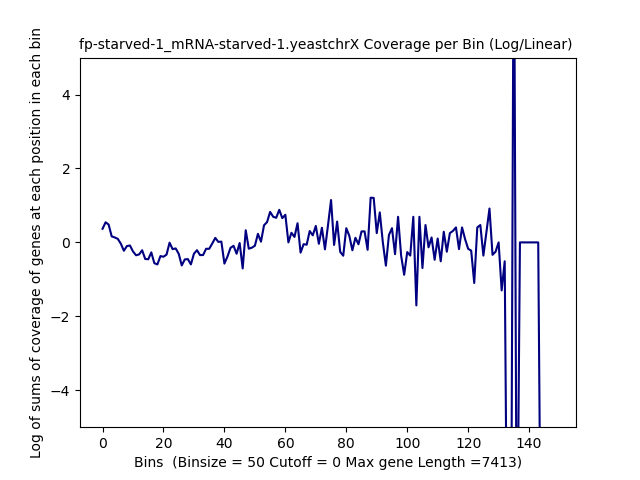 fp-starved-1_mRNA-starved-1.yeastchrX Coverage per Bin (Log/Linear)
Log of sums of coverage of genes at each position in each bin
4
2
0
−2
−4
0 20 40 60 80 100 120 140
Bins  (Binsize = 50 Cutoff = 0 Max gene Length =7413)